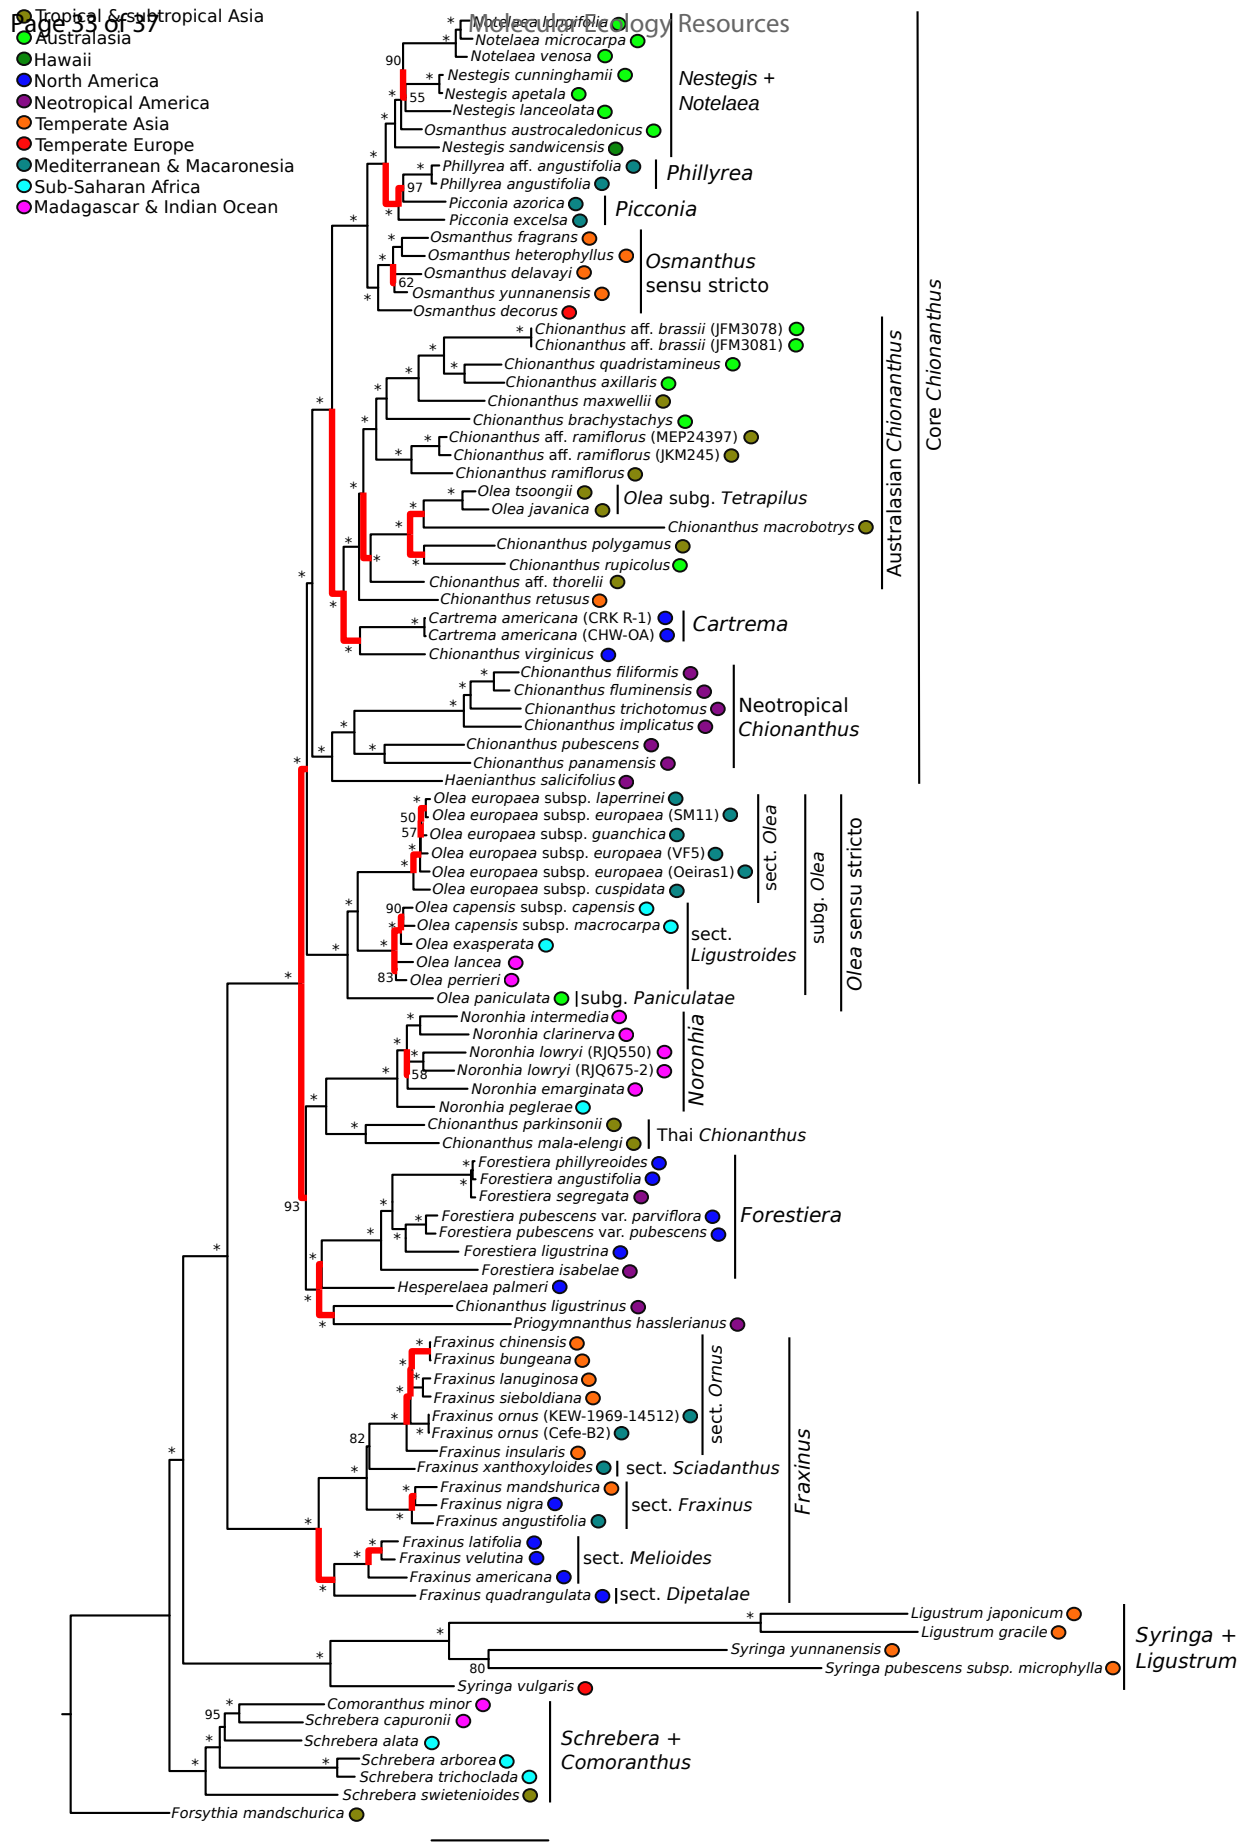 Page 33 of 37
Molecular Ecology Resources
Tropical & subtropical Asia
Australasia
Hawaii
North America
Neotropical America
Temperate Asia
Temperate Europe
Mediterranean & Macaronesia
Sub-Saharan Africa
Madagascar & Indian Ocean
* Notelaea longifolia
* Notelaea microcarpa
Notelaea venosa
90
* Nestegis cunninghamii
Nestegis + Notelaea
* 55 Nestegis apetala
Nestegis lanceolata
* Osmanthus austrocaledonicus
Nestegis sandwicensis
* * Phillyrea aff. angustifolia
Phillyrea
97 Phillyrea angustifolia
Picconia azorica
Picconia
* * Picconia excelsa
* Osmanthus fragrans
Osmanthus heterophyllus
Osmanthus sensu stricto
* Osmanthus delavayi
62
* Osmanthus yunnanensis
Osmanthus decorus
* Chionanthus aff. brassii (JFM3078)
Chionanthus aff. brassii (JFM3081)
* * Chionanthus quadristamineus
* Chionanthus axillaris
* Chionanthus maxwellii
* Chionanthus brachystachys
* Chionanthus aff. ramiflorus (MEP24397)
* Chionanthus aff. ramiflorus (JKM245)
Chionanthus ramiflorus
* Olea tsoongii
Olea subg. Tetrapilus
* Olea javanica
* Chionanthus macrobotrys
* Chionanthus polygamus
* * Chionanthus rupicolus
Chionanthus aff. thorelii
* Chionanthus retusus
* Cartrema americana (CRK R-1)
Cartrema
Cartrema americana (CHW-OA)
* Chionanthus virginicus
Australasian Chionanthus
Core Chionanthus
* Chionanthus filiformis
* Chionanthus fluminensis
* Chionanthus trichotomus
Neotropical Chionanthus
* Chionanthus implicatus
* * Chionanthus pubescens
* Chionanthus panamensis
Haenianthus salicifolius
* Olea europaea subsp. laperrinei
50 Olea europaea subsp. europaea (SM11)
57 Olea europaea subsp. guanchica
* Olea europaea subsp. europaea (VF5)
* Olea europaea subsp. europaea (Oeiras1)
Olea europaea subsp. cuspidata
sect. Olea
subg. Olea
Olea sensu stricto
90 Olea capensis subsp. capensis
* * Olea capensis subsp. macrocarpa
* * Olea exasperata
sect. Ligustroides
Olea lancea
83 Olea perrieri
* Olea paniculata
subg. Paniculatae
* Noronhia intermedia
* Noronhia clarinerva
* Noronhia lowryi (RJQ550)
* 58 Noronhia lowryi (RJQ675-2)
Noronhia emarginata
Noronhia
* Noronhia peglerae
* Chionanthus parkinsonii
Thai Chionanthus
Chionanthus mala-elengi
* Forestiera phillyreoides
* Forestiera angustifolia
Forestiera segregata
93
* * Forestiera pubescens var. parviflora
Forestiera
* * Forestiera pubescens var. pubescens
Forestiera ligustrina
* Forestiera isabelae
* Hesperelaea palmeri
Chionanthus ligustrinus
* Priogymnanthus hasslerianus
* Fraxinus chinensis
* Fraxinus bungeana
* * Fraxinus lanuginosa
Fraxinus sieboldiana
* Fraxinus ornus (KEW-1969-14512)
82 * Fraxinus ornus (Cefe-B2)
Fraxinus insularis
sect. Ornus
* Fraxinus xanthoxyloides
sect. Sciadanthus
* Fraxinus mandshurica
Fraxinus nigra
sect. Fraxinus
* Fraxinus angustifolia
* * Fraxinus latifolia
* Fraxinus velutina
sect. Melioides
Fraxinus americana
* Fraxinus quadrangulata
sect. Dipetalae
Fraxinus
* Ligustrum japonicum
* Ligustrum gracile
Syringa + Ligustrum
Syringa yunnanensis
* 80 Syringa pubescens subsp. microphylla
Syringa vulgaris
* Comoranthus minor
95 Schrebera capuronii
* Schrebera alata
Schrebera + Comoranthus
* * Schrebera arborea
Schrebera trichoclada
Schrebera swietenioides
Forsythia mandschurica